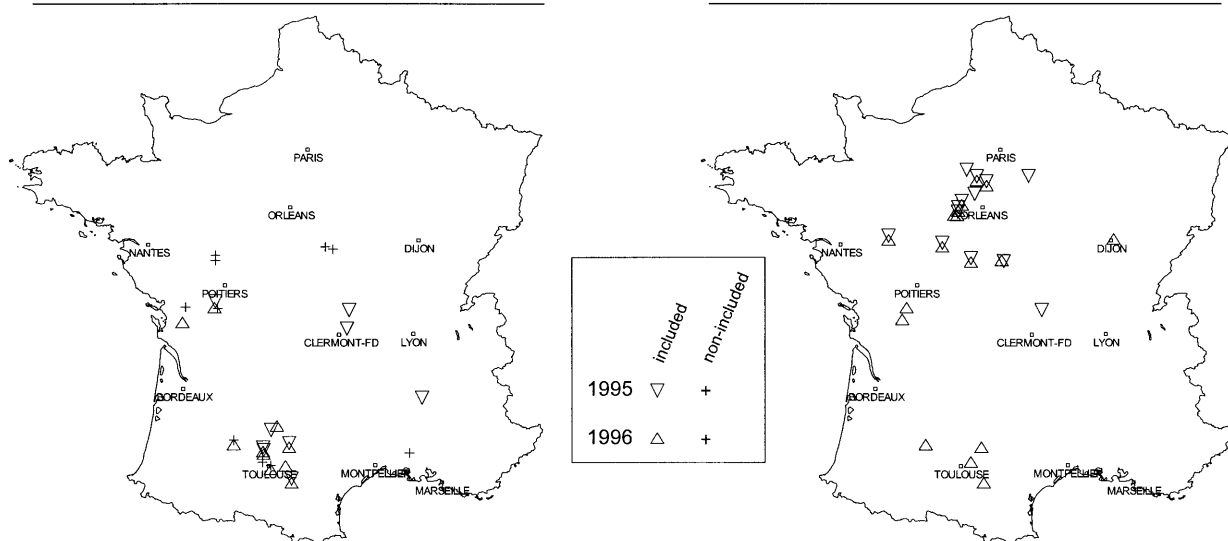 PARIS
ORLEANS
NANTES
DIJON
POITIERS
CLERMONT-FD
LYON
BORDEAUX
TOULOUSE
MONTPELLIER
MARSEILLE
included
non-included
1995
1996
PARIS
ORLEANS
NANTES
DIJON
POITIERS
CLERMONT-FD
LYON
BORDEAUX
TOULOUSE
MONTPELLIER
MARSEILLE